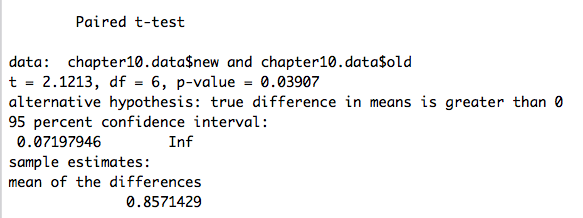 Paired t-test
data: chapter10.data$new and chapter10.data$old
t = 2.1213, df = 6, p-value = 0.03907
alternative hypothesis: true difference in means is greater than 0
95 percent confidence interval:
0.07197946 Inf
sample estimates:
mean of the differences
0.8571429